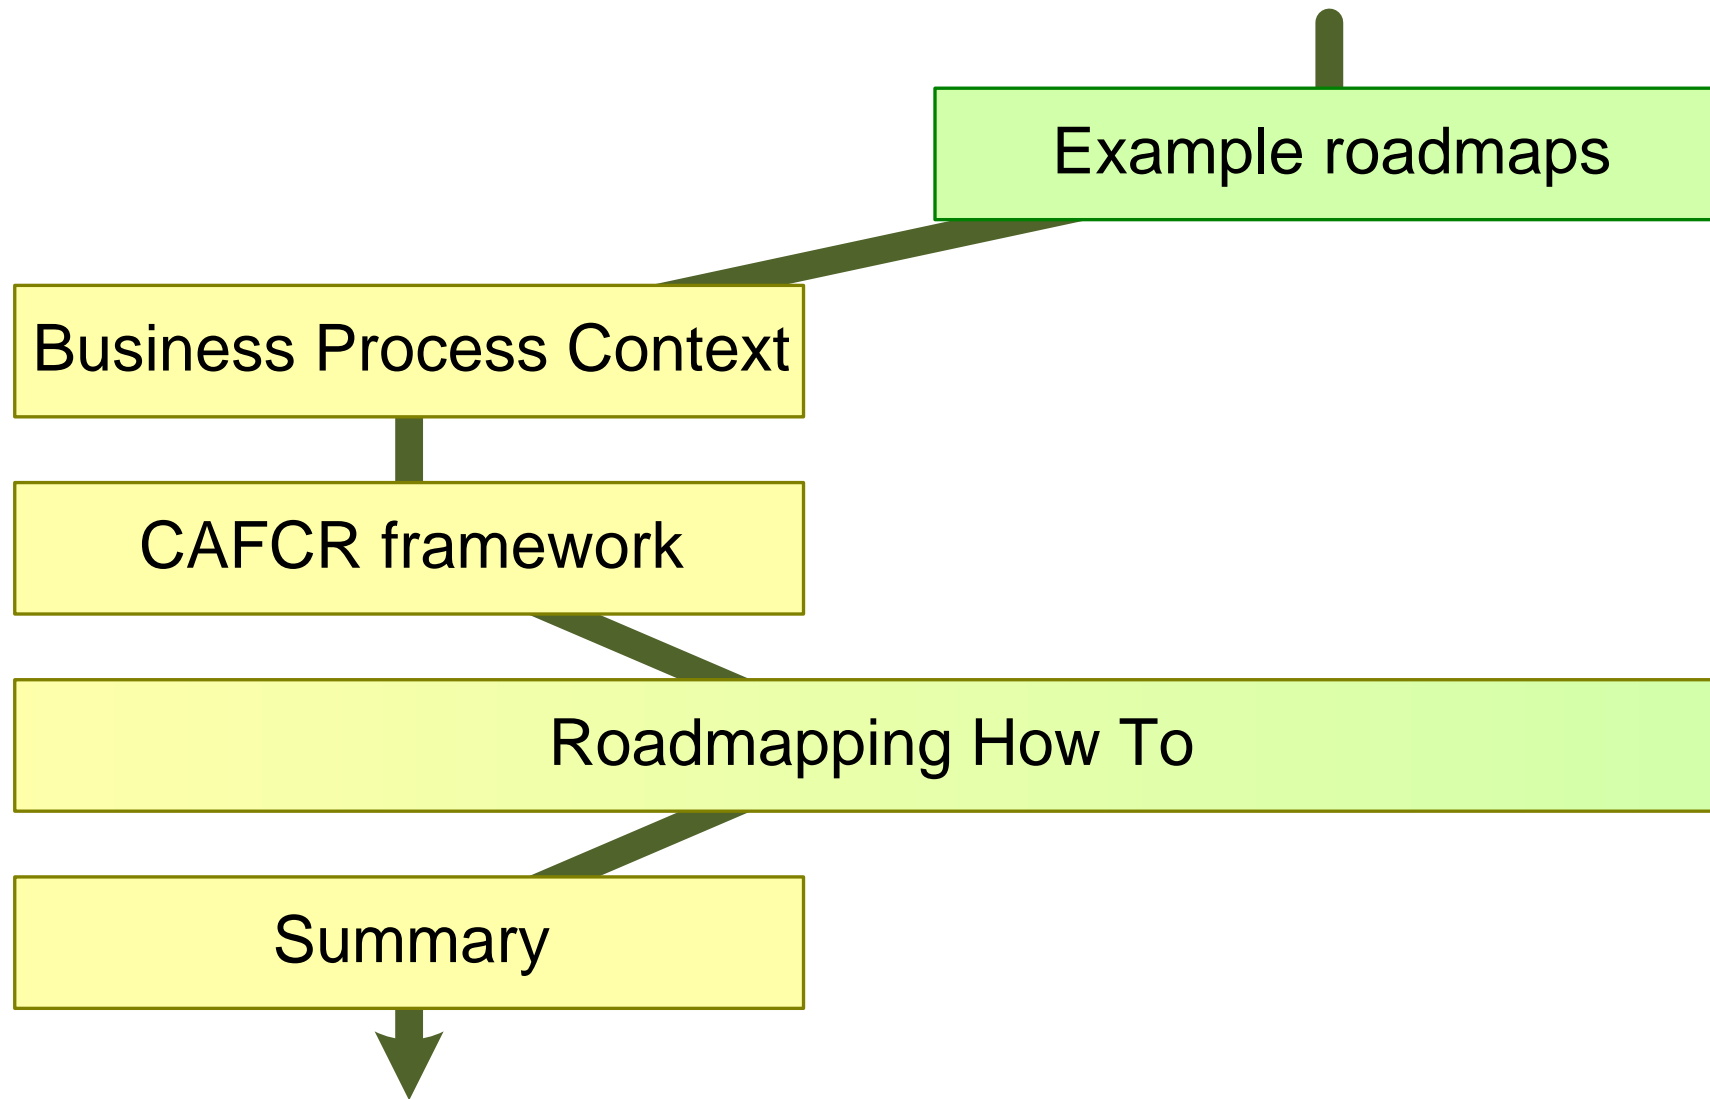 Example roadmaps
Business Process Context
CAFCR framework
Roadmapping How To
Summary